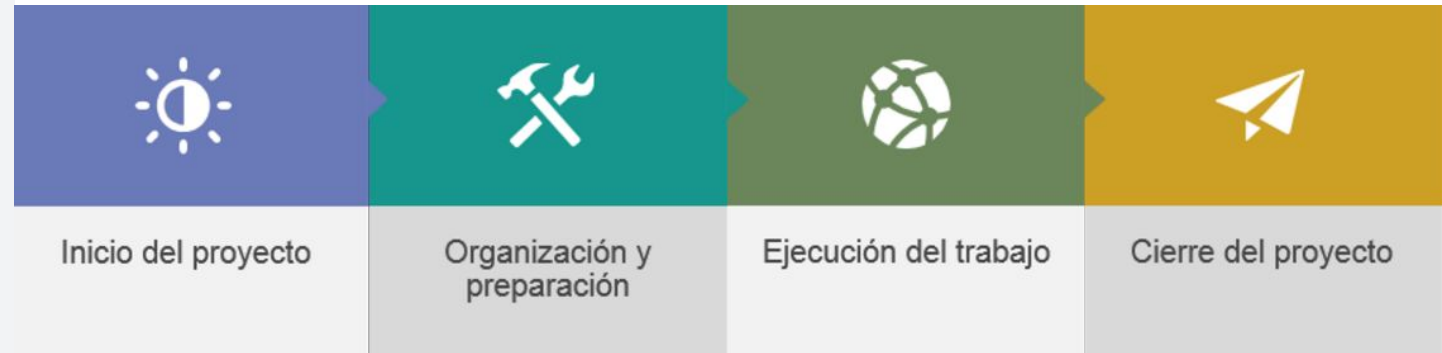 Inicio del proyecto
Organización y
preparación
Ejecución del trabajo
Cierre del proyecto